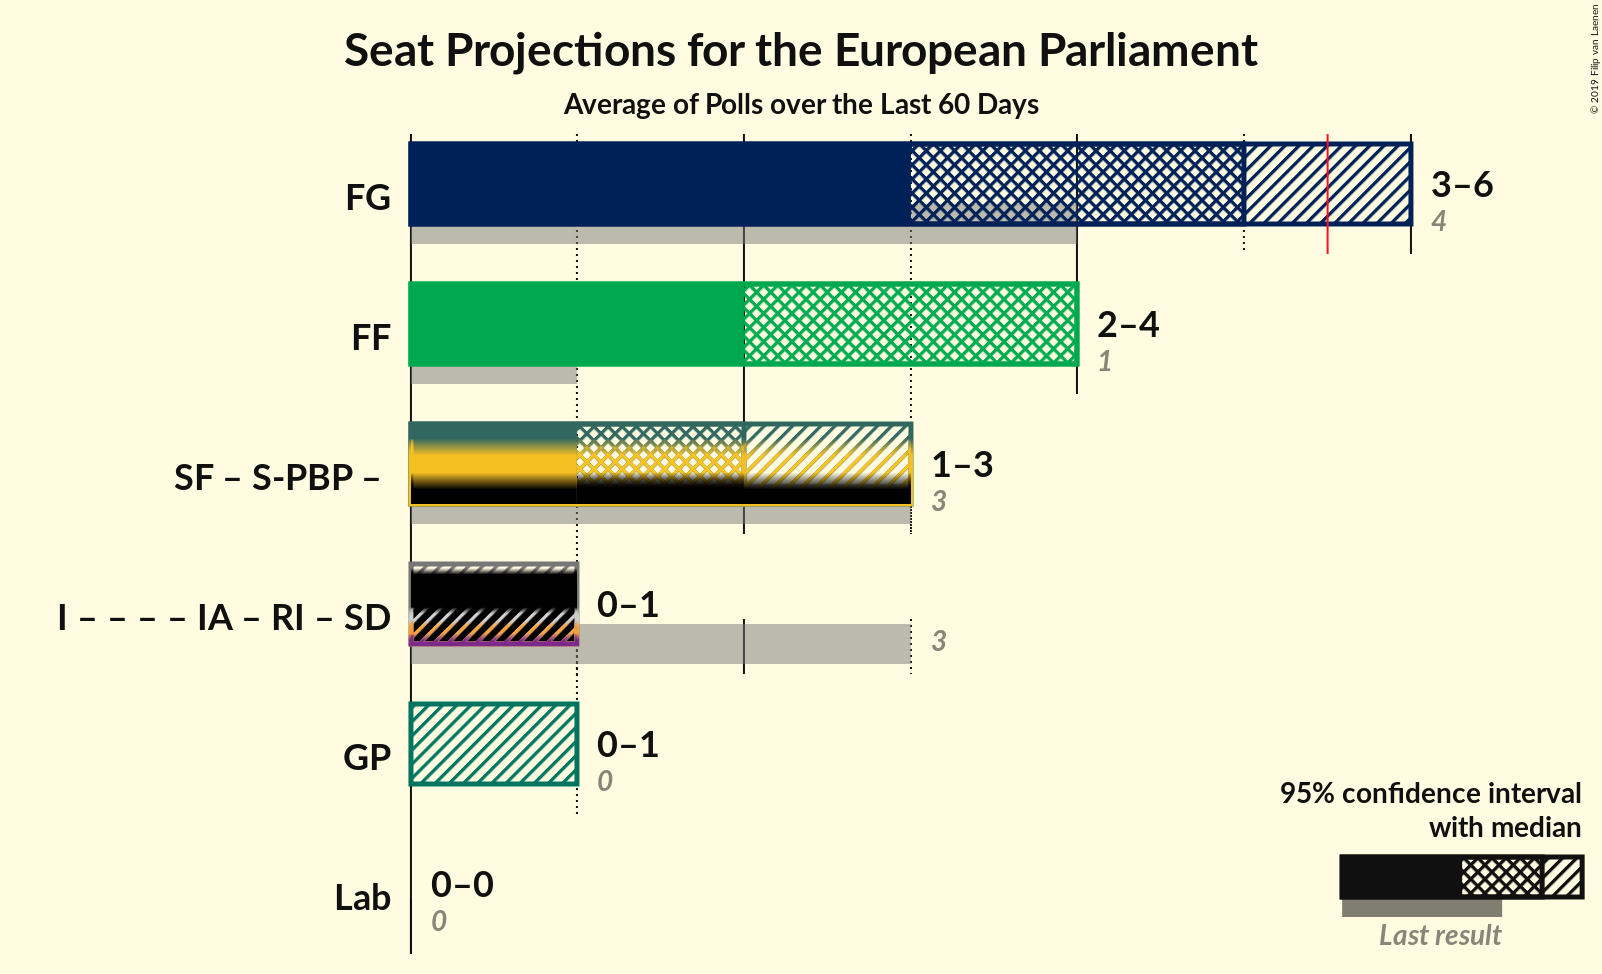 Seat Projections for the European Parliament
Average of Polls over the Last 60 Days
© 2019 Filip van Laenen
FG
3–6
4
FF
2–4
1
SF – S-PBP –
1–3
3
I – – – – IA – RI – SD
0–1
3
GP
0–1
0
Lab
0–0
0
95% confidence interval
with median
Last result